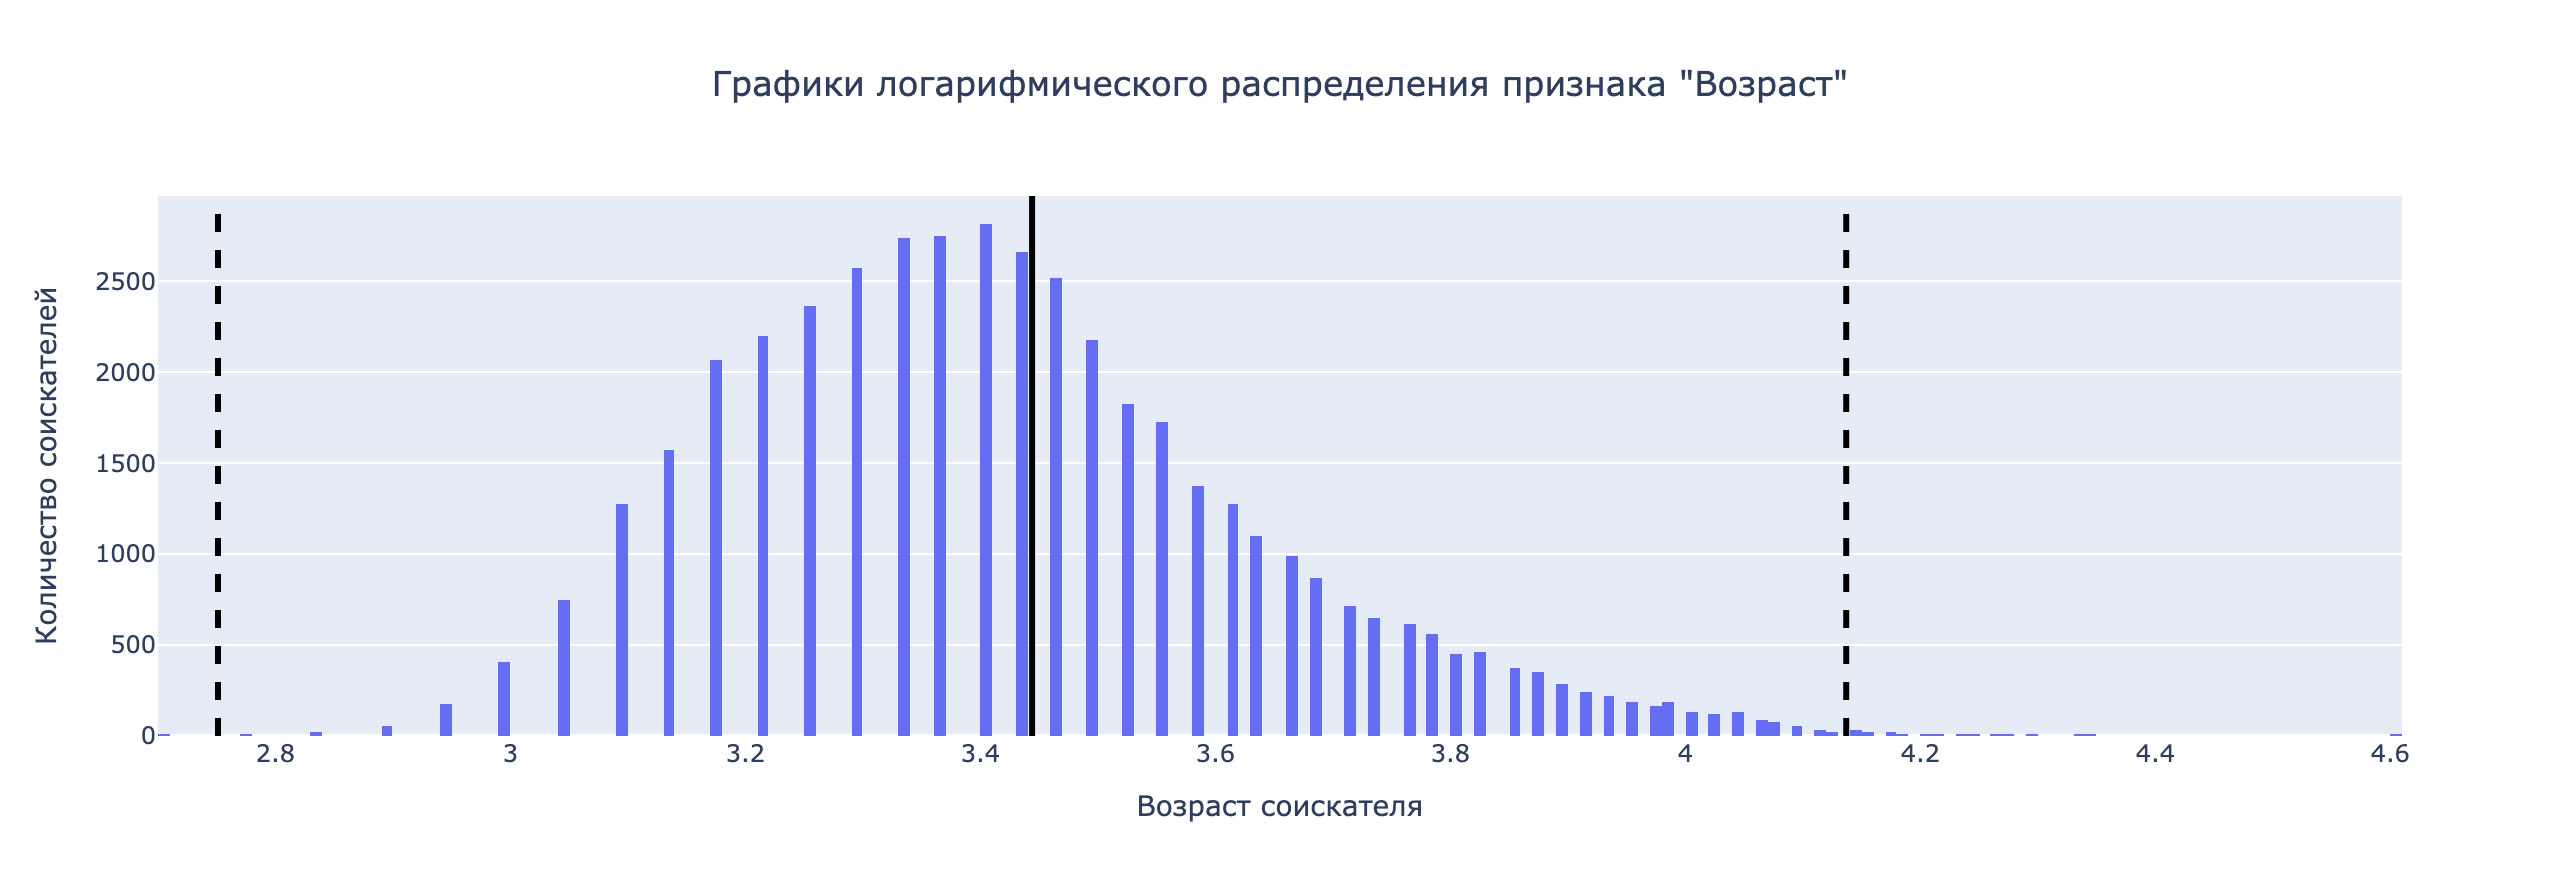 Графики логарифмического распределения признака "Возраст"
Количество соискателей
2500
2000
1500
1000
500
0
2.8 3 3.2 3.4 3.6 3.8 4 4.2 4.4 4.6
Возраст соискателя